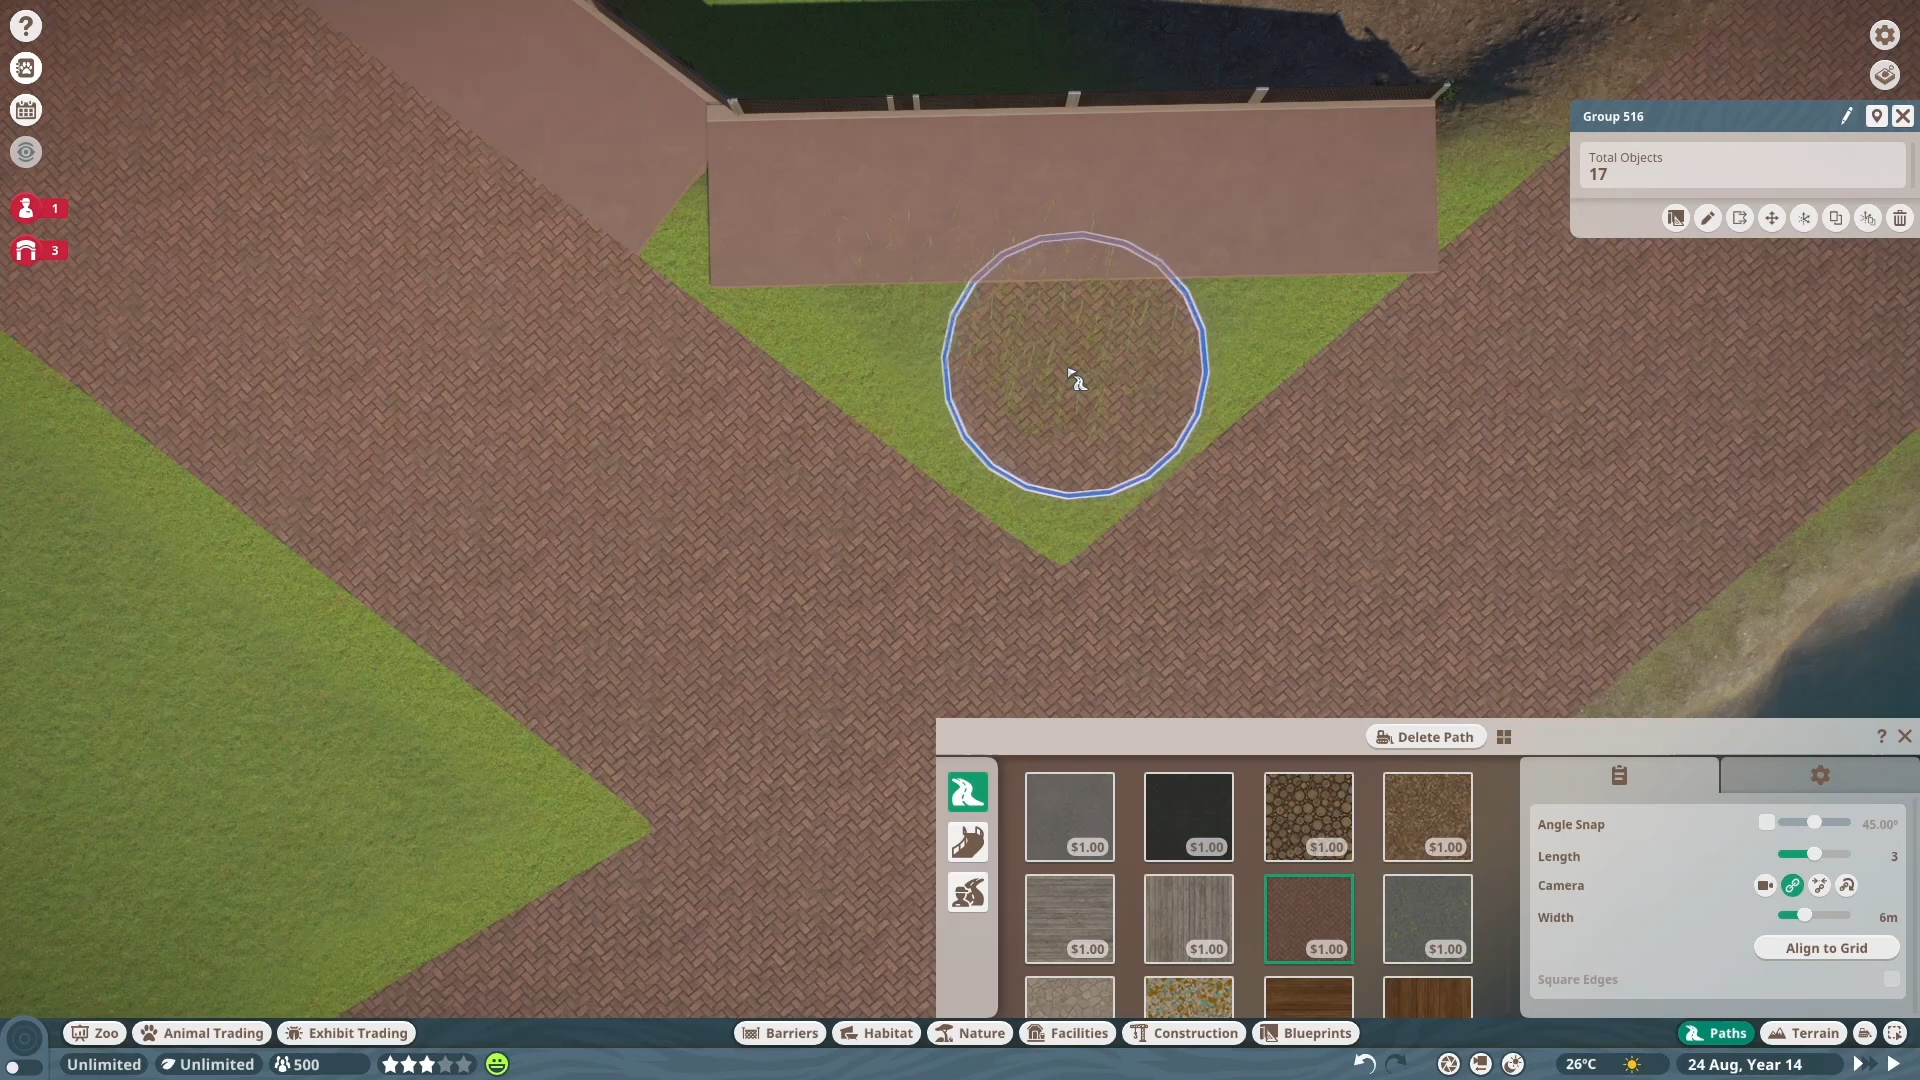 ?
Group 516
Total Objects
17
1
3
Delete Path
?
$1.00 $1.00 $1.00 $1.00
$1.00 $1.00 $1.00 $1.00
Angle Snap 45.00°
Length 3
Camera
Width 6m
Align to Grid
Square Edges
Zoo Animal Trading Exhibit Trading Barriers Habitat Nature Facilities Construction Blueprints Paths Terrain
Unlimited Unlimited 500 26°C 24 Aug, Year 14